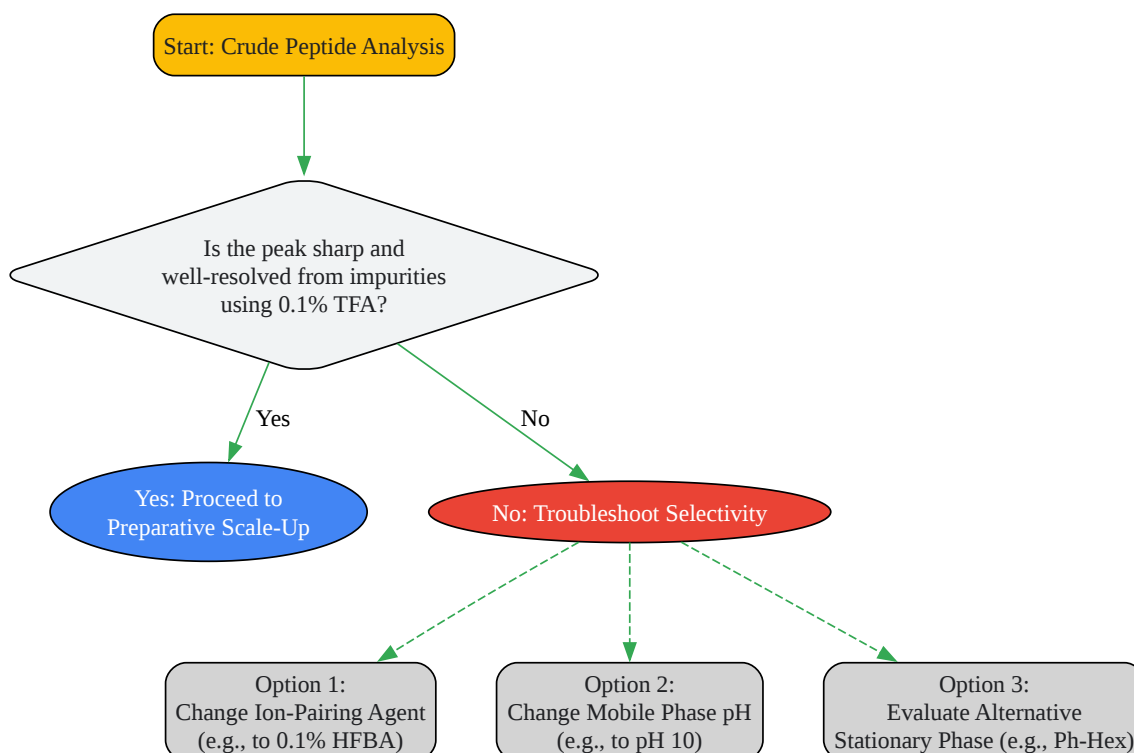 Start: Crude Peptide Analysis
Is the peak sharp and
well-resolved from impurities
using 0.1% TFA?
Yes
No
Yes: Proceed to
Preparative Scale-Up
No: Troubleshoot Selectivity
Option 1:
Change Ion-Pairing Agent
(e.g., to 0.1% HFBA)
Option 2:
Change Mobile Phase pH
(e.g., to pH 10)
Option 3:
Evaluate Alternative
Stationary Phase (e.g., Ph-Hex)